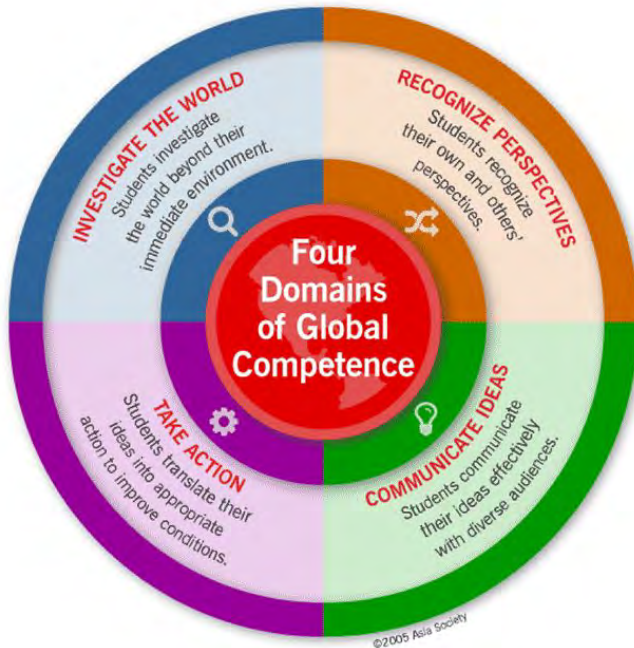 Four
Domains
of Global
Competence
INVESTIGATE THE WORLD
Students investigate
the world beyond their
immediate environment.
RECOGNIZE PERSPECTIVES
Students recognize
their own and others'
perspectives.
COMMUNICATE IDEAS
Students communicate
their ideas effectively
with diverse audiences.
TAKE ACTION
Students translate their
ideas into appropriate
action to improve conditions.
©2005 Asia Society